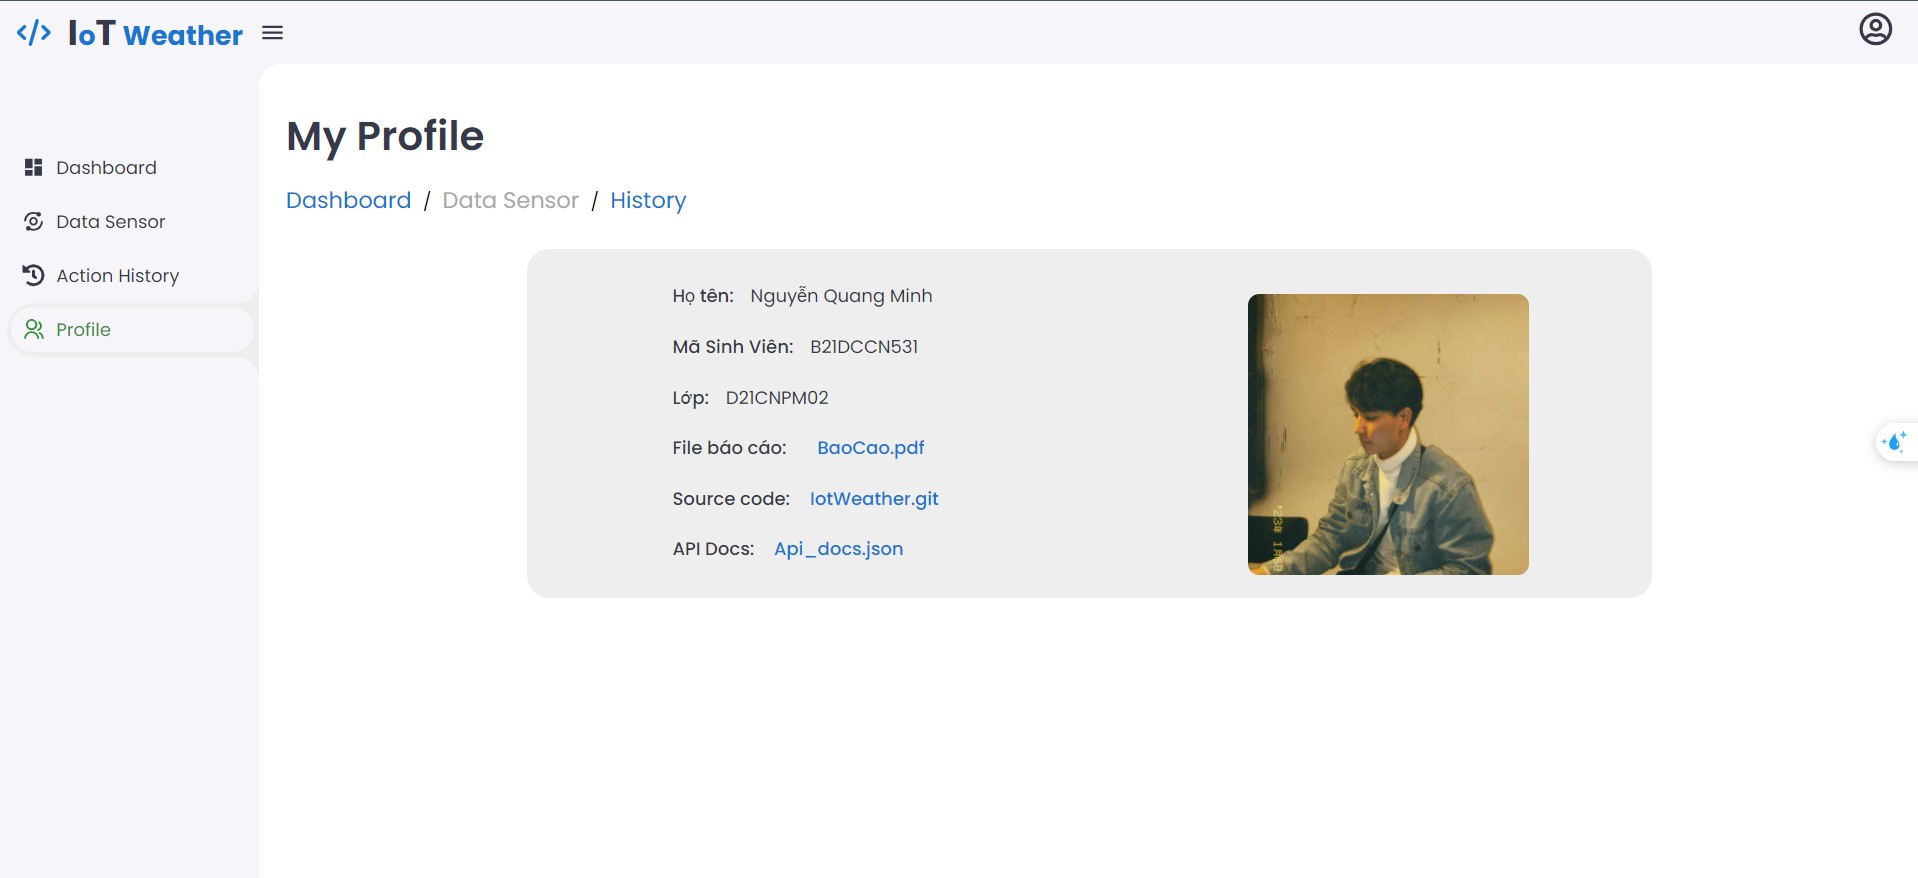 IoT Weather
Dashboard
Data Sensor
Action History
Profile
My Profile
Dashboard / Data Sensor / History
Họ tên: Nguyễn Quang Minh
Mã Sinh Viên: B21DCCN531
Lớp: D21CNPM02
File báo cáo: BaoCao.pdf
Source code: IotWeather.git
API Docs: Api_docs.json